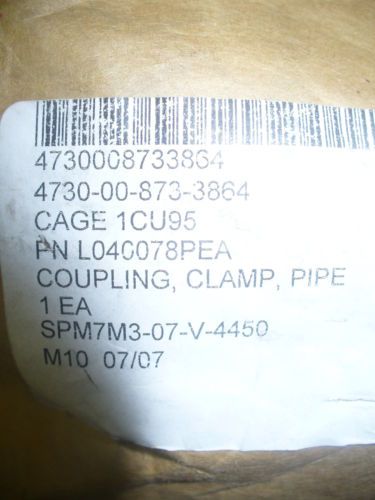 4730008733864
4730-00-873-3864
CAGE 1CU95
PN L040078PEA
COUPLING, CLAMP, PIPE
1 EA
SPM7M3-07-V-4450
M10 07/07